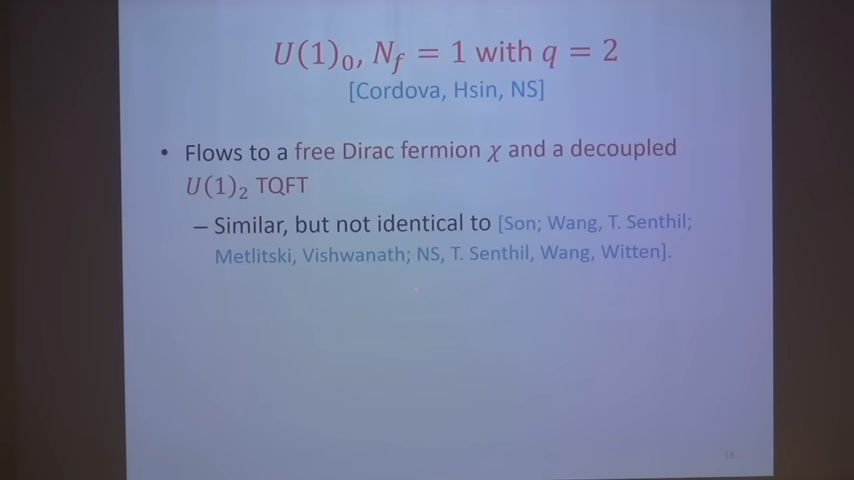 U(1)₀, N_f = 1 with q = 2
[Cordova, Hsin, NS]
• Flows to a free Dirac fermion χ and a decoupled
U(1)₂ TQFT
– Similar, but not identical to [Son; Wang, T. Senthil;
Metlitski, Vishwanath; NS, T. Senthil, Wang, Witten].
18